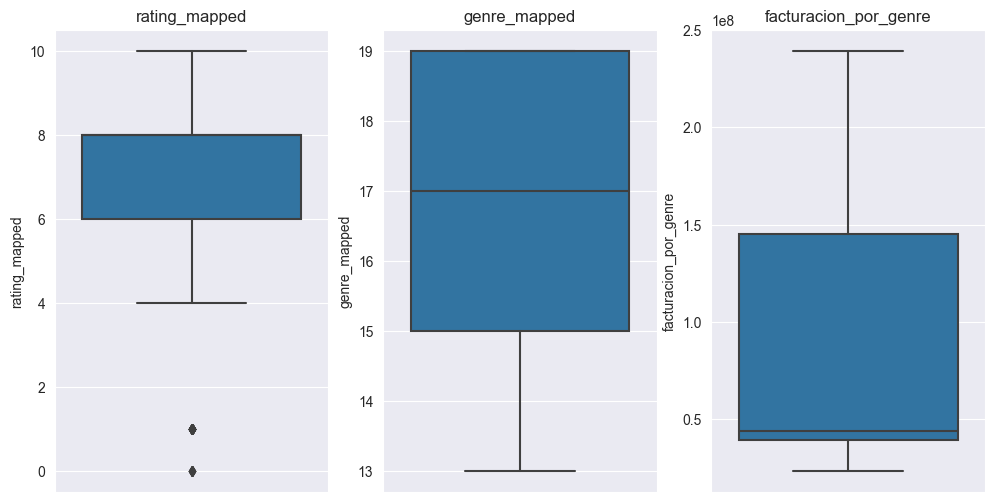 rating_mapped
rating_mapped
10
8
6
4
2
0
genre_mapped
genre_mapped
19
18
17
16
15
14
13
facturacion_por_genre
1e8
facturacion_por_genre
2.5
2.0
1.5
1.0
0.5